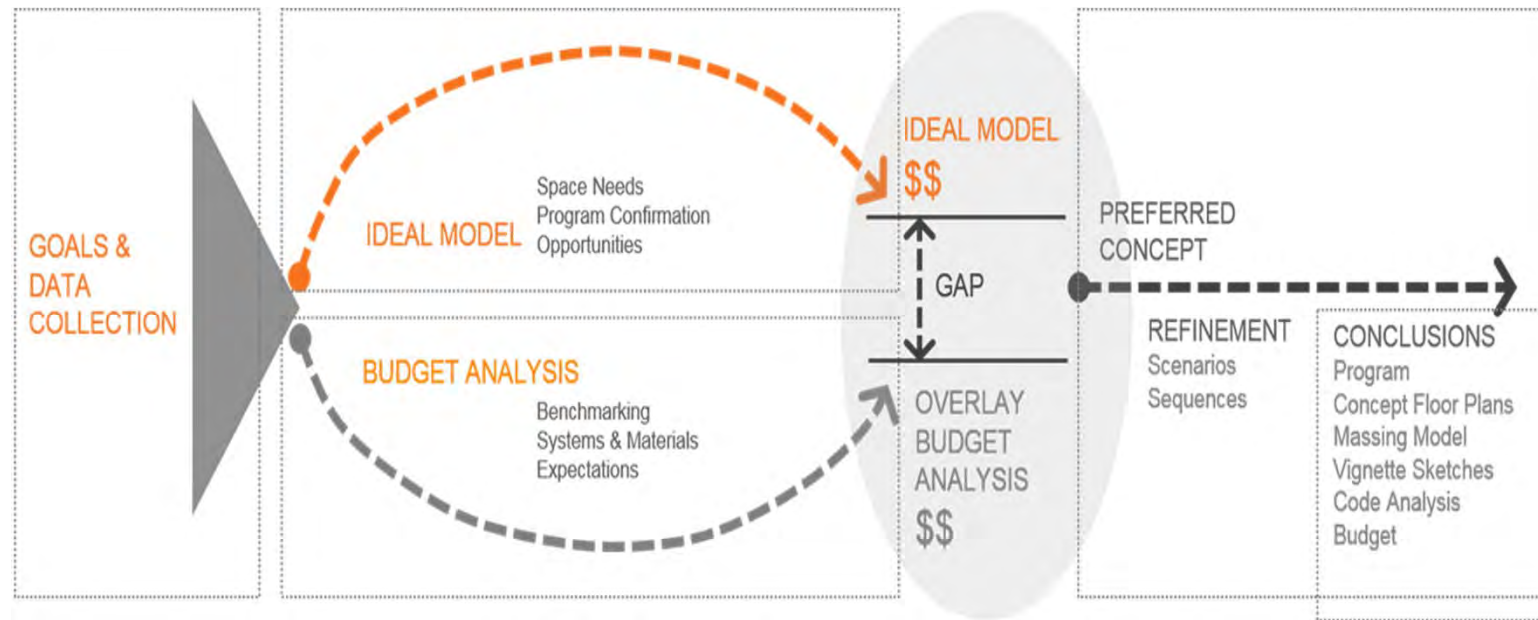 GOALS &
DATA
COLLECTION
IDEAL MODEL
Space Needs
Program Confirmation
Opportunities
BUDGET ANALYSIS
Benchmarking
Systems & Materials
Expectations
IDEAL MODEL
$$
GAP
OVERLAY
BUDGET
ANALYSIS
$$
PREFERRED
CONCEPT
REFINEMENT
Scenarios
Sequences
CONCLUSIONS
Program
Concept Floor Plans
Massing Model
Vignette Sketches
Code Analysis
Budget